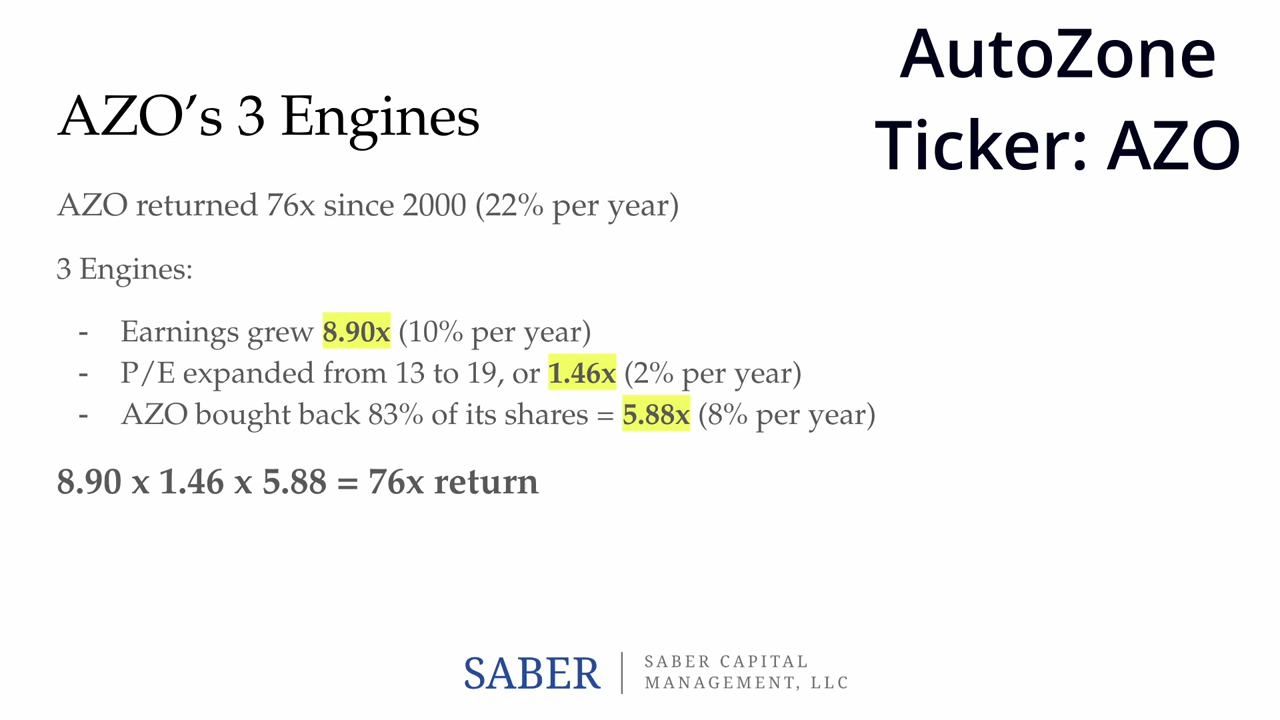 AutoZone
Ticker: AZO
AZO’s 3 Engines
AZO returned 76x since 2000 (22% per year)
3 Engines:
- Earnings grew 8.90x (10% per year)
- P/E expanded from 13 to 19, or 1.46x (2% per year)
- AZO bought back 83% of its shares = 5.88x (8% per year)
8.90 x 1.46 x 5.88 = 76x return
SABER
SABER CAPITAL
MANAGEMENT, LLC